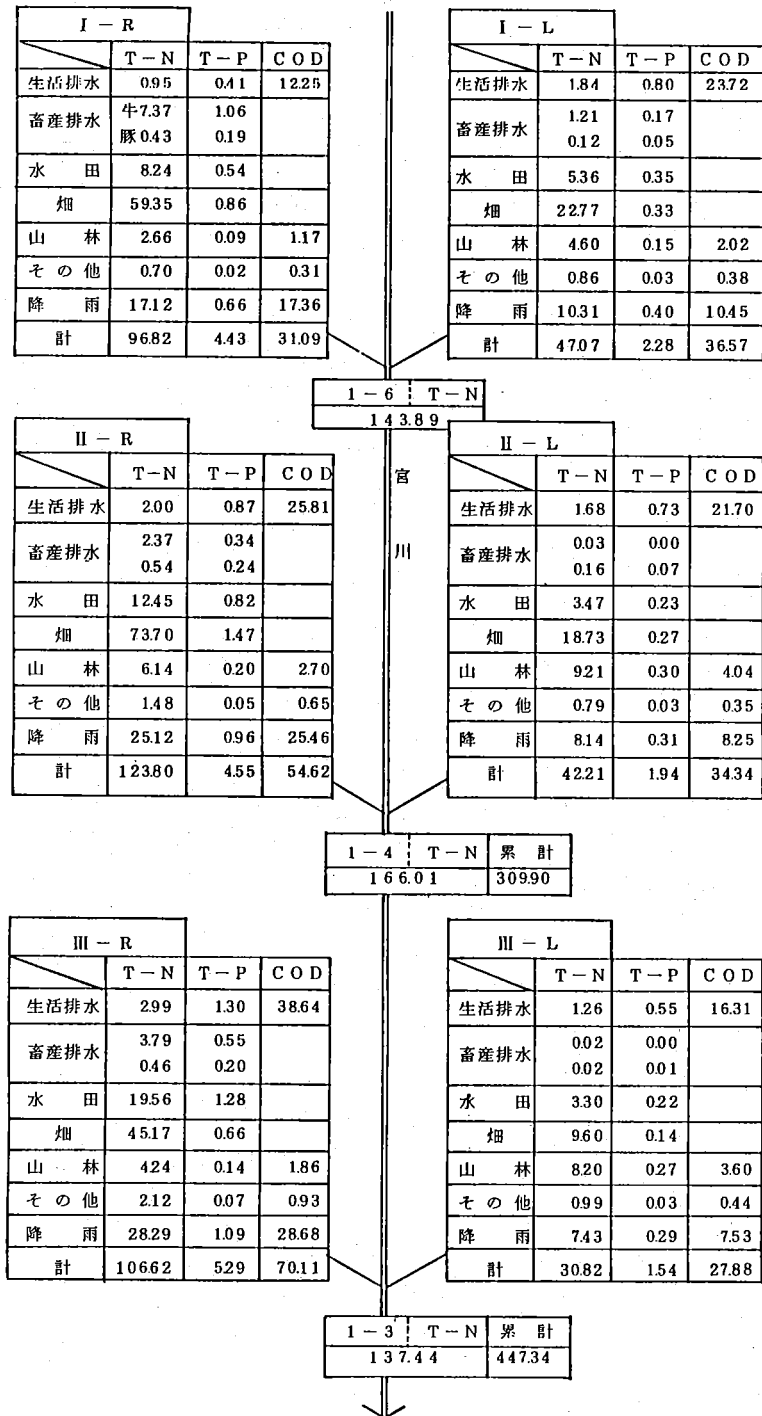 I－R
T－N T－P COD
生活排水 0.95 0.41 12.25
畜産排水 牛7.37 1.06
豚0.43 0.19
水田 8.24 0.54
畑 59.35 0.86
山林 2.66 0.09 1.17
その他 0.70 0.02 0.31
降雨 17.12 0.66 17.36
計 96.82 4.43 31.09
I－L
T－N T－P COD
生活排水 1.84 0.80 23.72
畜産排水 1.21 0.17
0.12 0.05
水田 5.36 0.35
畑 22.77 0.33
山林 4.60 0.15 2.02
その他 0.86 0.03 0.38
降雨 10.31 0.40 10.45
計 47.07 2.28 36.57
1－6 T－N
143.89
宮川
II－R
T－N T－P COD
生活排水 2.00 0.87 25.81
畜産排水 2.37 0.34
0.54 0.24
水田 12.45 0.82
畑 73.70 1.47
山林 6.14 0.20 2.70
その他 1.48 0.05 0.65
降雨 25.12 0.96 25.46
計 123.80 4.55 54.62
II－L
T－N T－P COD
生活排水 1.68 0.73 21.70
畜産排水 0.03 0.00
0.16 0.07
水田 3.47 0.23
畑 18.73 0.27
山林 9.21 0.30 4.04
その他 0.79 0.03 0.35
降雨 8.14 0.31 8.25
計 42.21 1.94 34.34
1－4 T－N 累計
166.01 309.90
III－R
T－N T－P COD
生活排水 2.99 1.30 38.64
畜産排水 3.79 0.55
0.46 0.20
水田 19.56 1.28
畑 45.17 0.66
山林 4.24 0.14 1.86
その他 2.12 0.07 0.93
降雨 28.29 1.09 28.68
計 106.62 5.29 70.11
III－L
T－N T－P COD
生活排水 1.26 0.55 16.31
畜産排水 0.02 0.00
0.02 0.01
水田 3.30 0.22
畑 9.60 0.14
山林 8.20 0.27 3.60
その他 0.99 0.03 0.44
降雨 7.43 0.29 7.53
計 30.82 1.54 27.88
1－3 T－N 累計
137.44 447.34